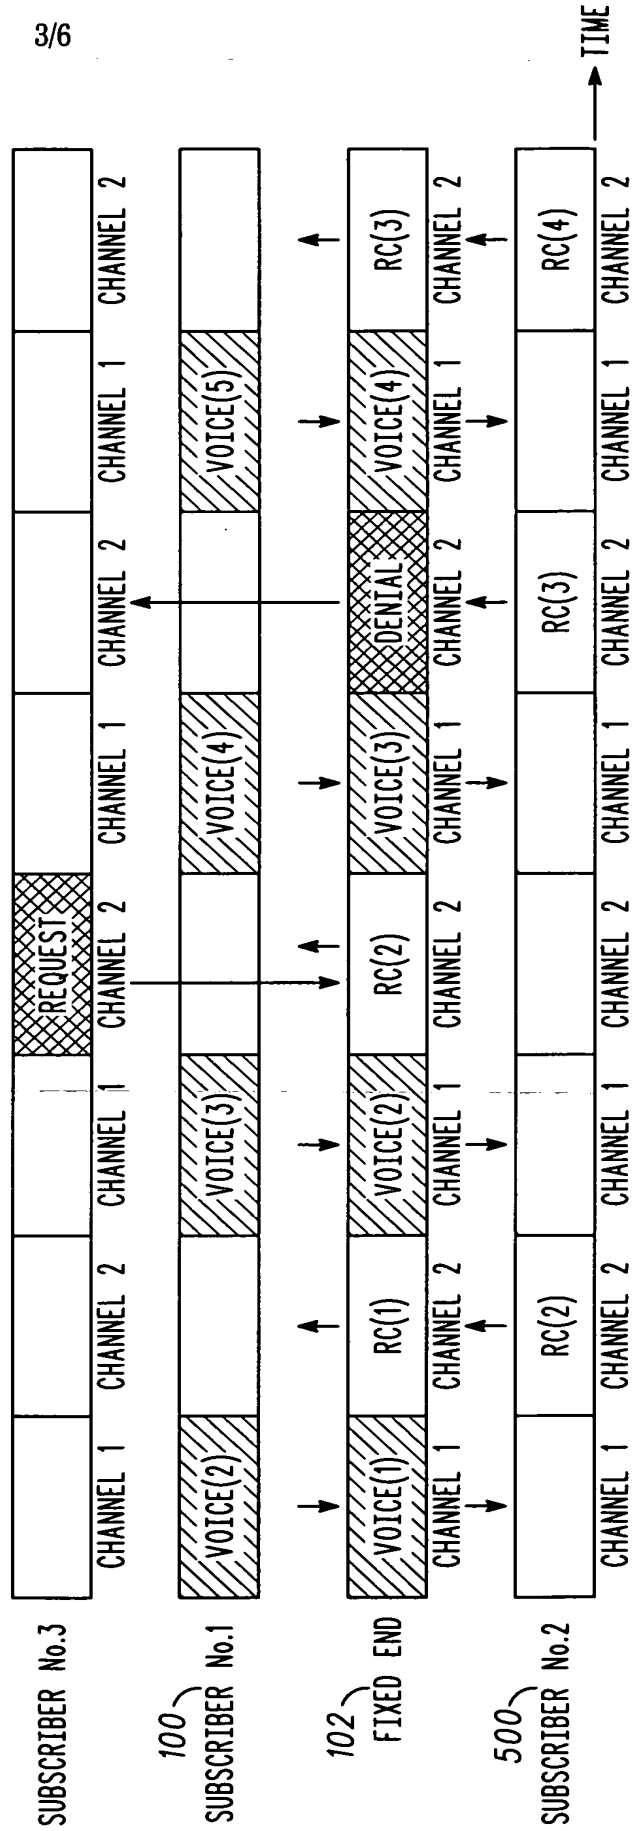 3/6
SUBSCRIBER No.3
REQUEST
CHANNEL 1 CHANNEL 2 CHANNEL 1 CHANNEL 2 CHANNEL 1 CHANNEL 2 CHANNEL 1 CHANNEL 2
100
SUBSCRIBER No.1
VOICE(2) VOICE(3) VOICE(4) VOICE(5)
102
FIXED END
VOICE(1) RC(1) VOICE(2) RC(2) VOICE(3) DENIAL VOICE(4) RC(3)
CHANNEL 1 CHANNEL 2 CHANNEL 1 CHANNEL 2 CHANNEL 1 CHANNEL 2 CHANNEL 1 CHANNEL 2
500
SUBSCRIBER No.2
RC(2) RC(3) RC(4)
CHANNEL 1 CHANNEL 2 CHANNEL 1 CHANNEL 2 CHANNEL 1 CHANNEL 2 CHANNEL 1 CHANNEL 2
TIME